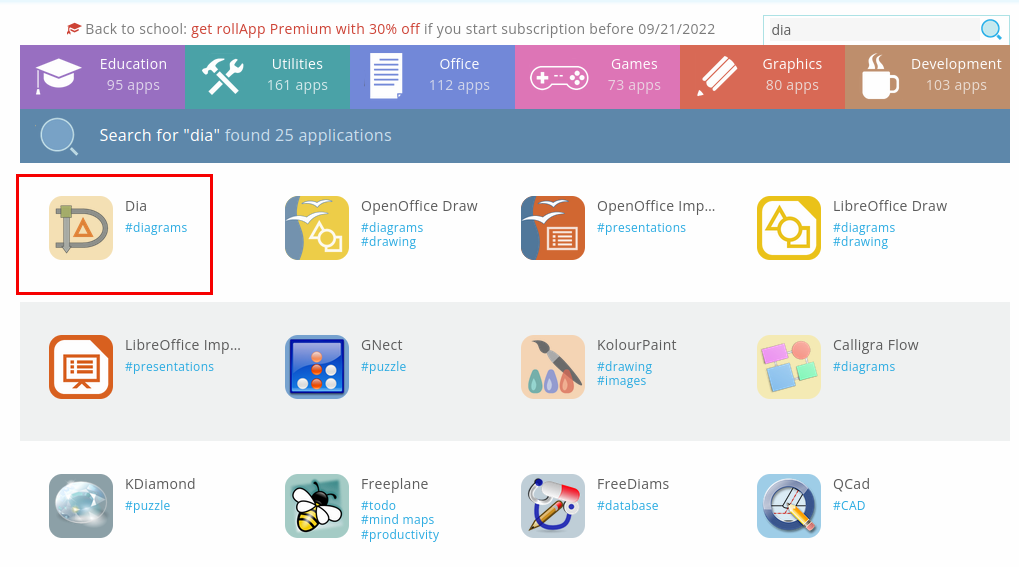 Back to school: get rollApp Premium with 30% off if you start subscription before 09/21/2022
dia
Education
95 apps
Utilities
161 apps
Office
112 apps
Games
73 apps
Graphics
80 apps
Development
103 apps
Search for "dia" found 25 applications
Dia
#diagrams
OpenOffice Draw
#diagrams
#drawing
OpenOffice Imp...
#presentations
LibreOffice Draw
#diagrams
#drawing
LibreOffice Imp...
#presentations
GNect
#puzzle
KolourPaint
#drawing
#images
Calligra Flow
#diagrams
KDiamond
#puzzle
Freeplane
#todo
#mind maps
#productivity
FreeDiams
#database
QCad
#CAD